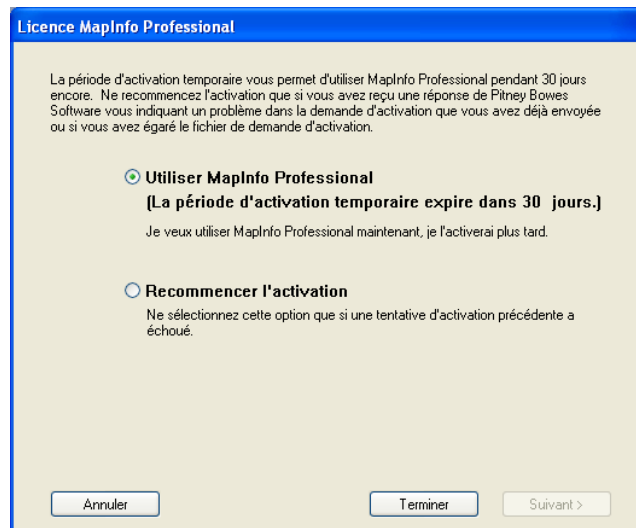 Licence MapInfo Professional
La période d'activation temporaire vous permet d'utiliser MapInfo Professional pendant 30 jours
encore. Ne recommencez l'activation que si vous avez reçu une réponse de Pitney Bowes
Software vous indiquant un problème dans la demande d'activation que vous avez déjà envoyée
ou si vous avez égaré le fichier de demande d'activation.
Utiliser MapInfo Professional
(La période d'activation temporaire expire dans 30 jours.)
Je veux utiliser MapInfo Professional maintenant, je l'activerai plus tard.
Recommencer l'activation
Ne sélectionnez cette option que si une tentative d'activation précédente a
échoué.
Annuler
Terminer
Suivant >